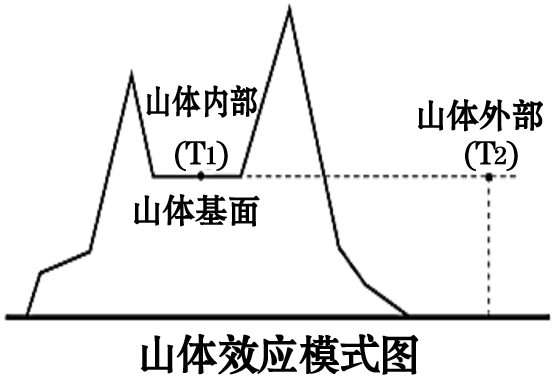 山体内部
(T1)
山体外部
(T2)
山体基面
山体效应模式图